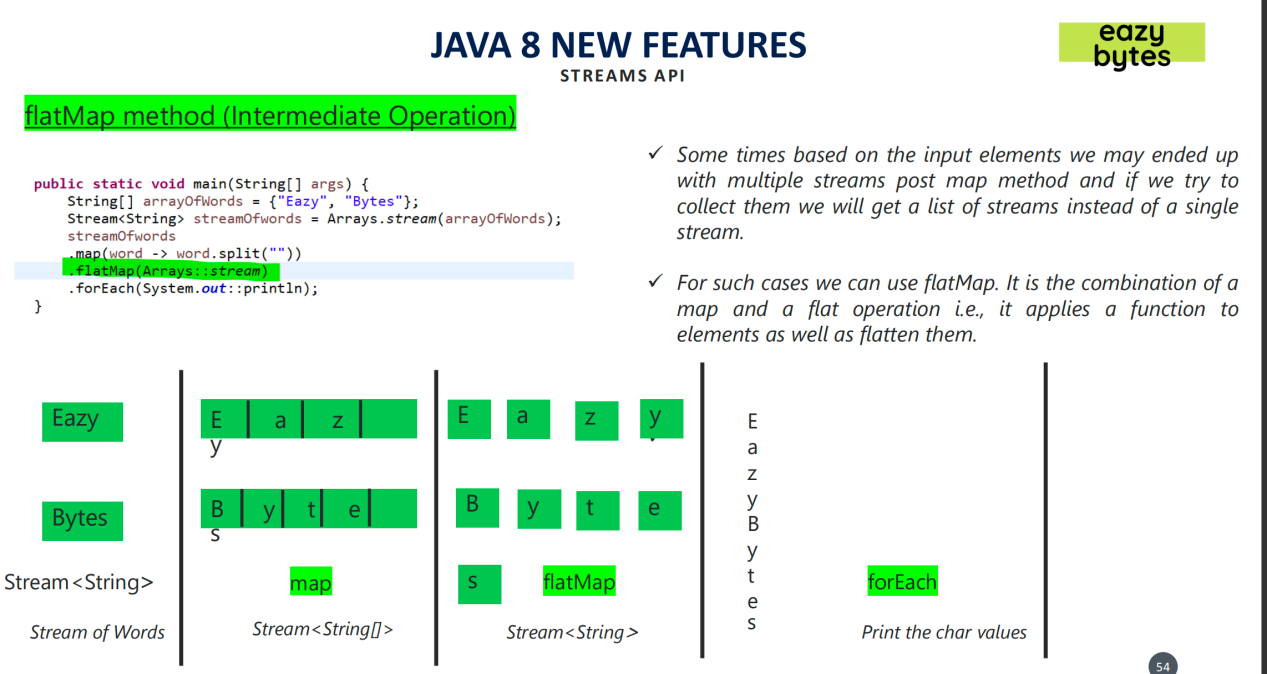 JAVA 8 NEW FEATURES
STREAMS API
eazy
bytes
flatMap method (Intermediate Operation)
public static void main(String[] args) {
String[] arrayOfWords = {"Eazy", "Bytes"};
Stream<String> streamOfwords = Arrays.stream(arrayOfWords);
streamOfwords
.map(word -> word.split(""))
.flatMap(Arrays::stream)
.forEach(System.out::println);
}
✓ Some times based on the input elements we may ended up
with multiple streams post map method and if we try to
collect them we will get a list of streams instead of a single
stream.
✓ For such cases we can use flatMap. It is the combination of a
map and a flat operation i.e., it applies a function to
elements as well as flatten them.
Eazy
Bytes
Stream<String>
Stream of Words
E a z
y
B y t e
s
map
Stream<String[]>
E a z y
B y t e
s
flatMap
Stream<String>
E
a
z
y
B
y
t
e
s
forEach
Print the char values
54